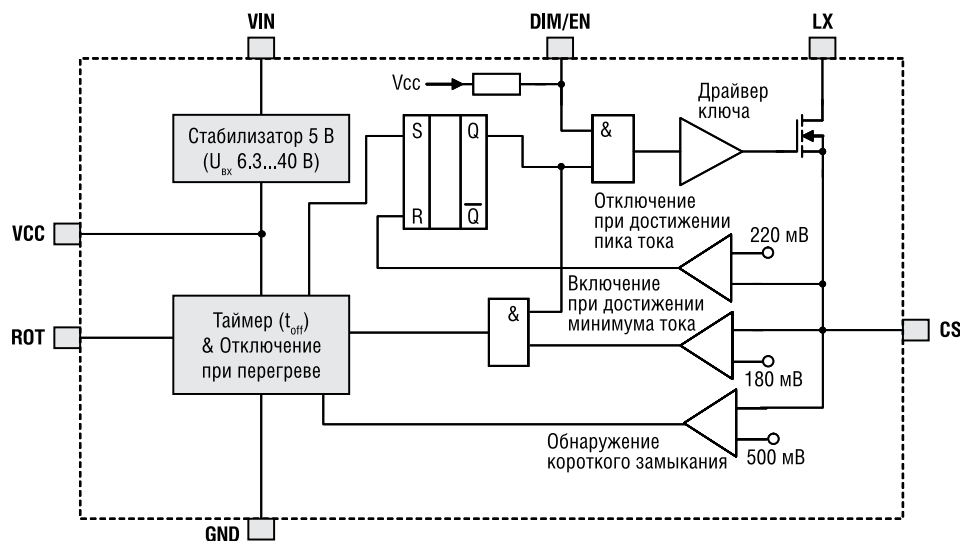 VIN
DIM/EN
LX
Vcc
Драйвер
ключа
Стабилизатор 5 В
(Uвх 6.3...40 В)
S
Q
&
R
Q̅
Отключение
при достижении
пика тока
VCC
220 мВ
Включение
при достижении
минимума тока
Таймер (toff)
& Отключение
при перегреве
&
ROT
CS
180 мВ
Обнаружение
короткого замыкания
500 мВ
GND